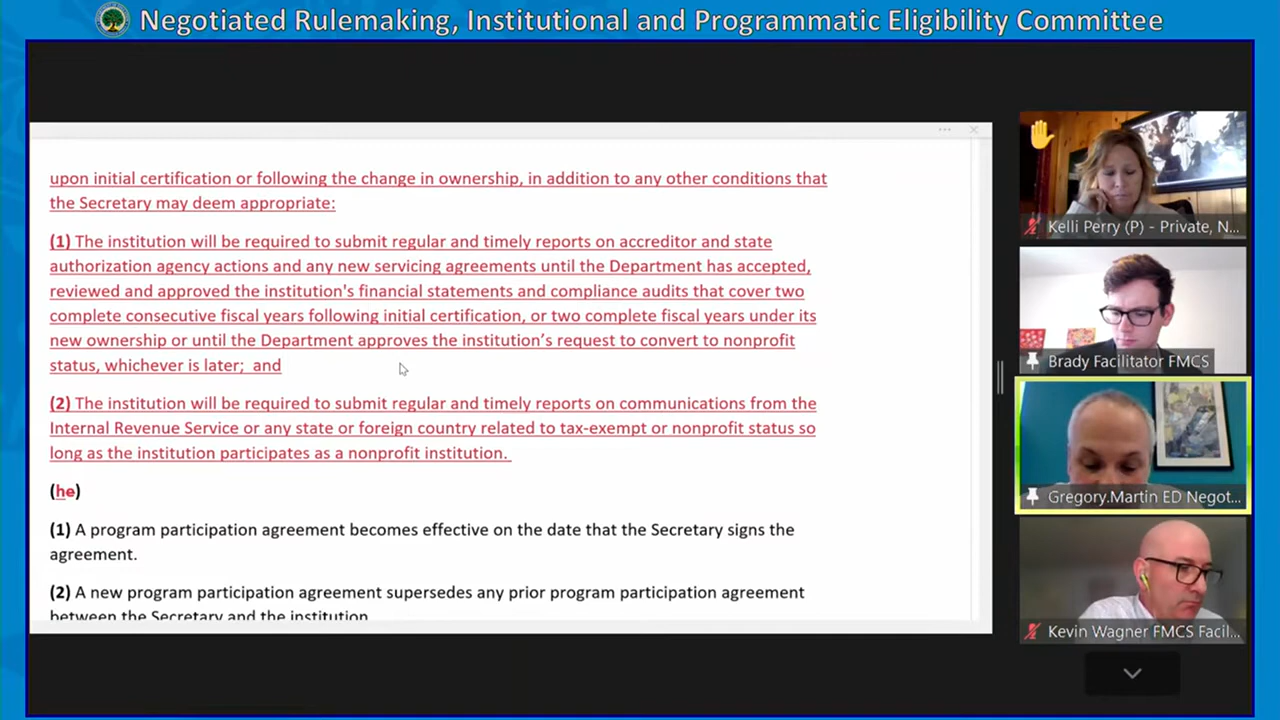 Negotiated Rulemaking, Institutional and Programmatic Eligibility Committee
upon initial certification or following the change in ownership, in addition to any other conditions that
the Secretary may deem appropriate:
(1) The institution will be required to submit regular and timely reports on accreditor and state
authorization agency actions and any new servicing agreements until the Department has accepted,
reviewed and approved the institution's financial statements and compliance audits that cover two
complete consecutive fiscal years following initial certification, or two complete fiscal years under its
new ownership or until the Department approves the institution’s request to convert to nonprofit
status, whichever is later;  and
(2) The institution will be required to submit regular and timely reports on communications from the
Internal Revenue Service or any state or foreign country related to tax-exempt or nonprofit status so
long as the institution participates as a nonprofit institution.
(he)
(1) A program participation agreement becomes effective on the date that the Secretary signs the
agreement.
(2) A new program participation agreement supersedes any prior program participation agreement
between the Secretary and the institution
Kelli Perry (P) - Private, N...
Brady Facilitator FMCS
Gregory.Martin ED Negot...
Kevin Wagner FMCS Facil...